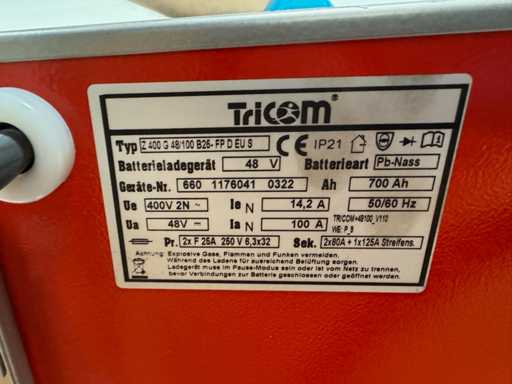 TriCOM®
Typ Z 400 G 48/100 B25- FP D EU S CE IP21
Batterieladegerät 48 V Batterieart Pb-Nass
Geräte-Nr. 660 1176041 0322 Ah 700 Ah
Ue 400V 2N ~ Ie N 14,2 A 50/60 Hz
Ua 48V Ia N 100 A TRICOM+48100_V110
WE: P_S
Pr. 2x F 25A 250 V 6,3x32 Sek. 2x80A + 1x125A Streifens.
Achtung: Explosive Gase, Flammen und Funken vermeiden.
Während des Ladens für ausreichend Belüftung sorgen.
Ladegerät muss im Pause-Modus sein oder ist vom Netz zu trennen,
bevor Verbindungen zur Batterie geschlossen oder geöffnet werden!